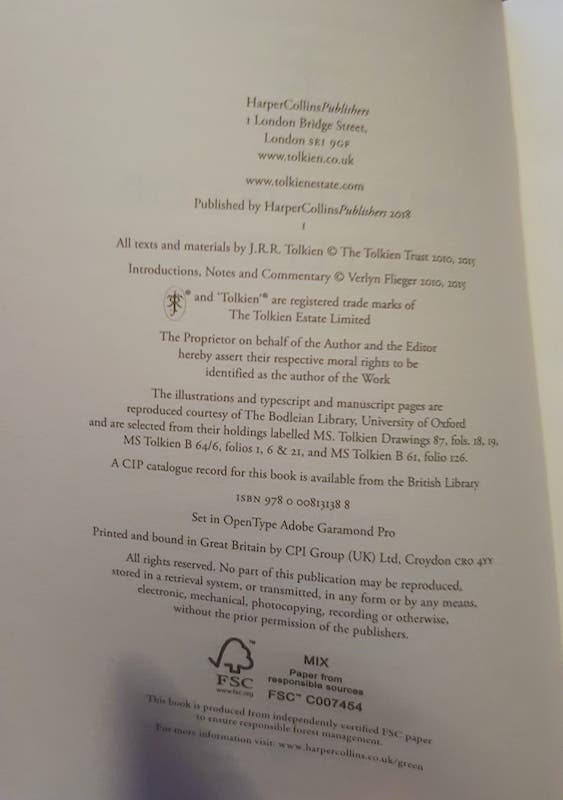 HarperCollinsPublishers
1 London Bridge Street,
London SE1 9GF
www.tolkien.co.uk
www.tolkienestate.com
Published by HarperCollinsPublishers 2018
1
All texts and materials by J.R.R. Tolkien © The Tolkien Trust 2010, 2015
Introductions, Notes and Commentary © Verlyn Flieger 2010, 2015
® and ‘Tolkien’® are registered trade marks of
The Tolkien Estate Limited
The Proprietor on behalf of the Author and the Editor
hereby assert their respective moral rights to be
identified as the author of the Work
The illustrations and typescript and manuscript pages are
reproduced courtesy of The Bodleian Library, University of Oxford
and are selected from their holdings labelled MS. Tolkien Drawings 87, fols. 18, 19,
MS Tolkien B 64/6, folios 1, 6 & 21, and MS Tolkien B 61, folio 126.
A CIP catalogue record for this book is available from the British Library
ISBN 978 0 00813138 8
Set in OpenType Adobe Garamond Pro
Printed and bound in Great Britain by CPI Group (UK) Ltd, Croydon CR0 4YY
All rights reserved. No part of this publication may be reproduced,
stored in a retrieval system, or transmitted, in any form or by any means,
electronic, mechanical, photocopying, recording or otherwise,
without the prior permission of the publishers.
FSC™
www.fsc.org
MIX
Paper from
responsible sources
FSC™ C007454
This book is produced from independently certified FSC paper
to ensure responsible forest management.
For more information visit: www.harpercollins.co.uk/green